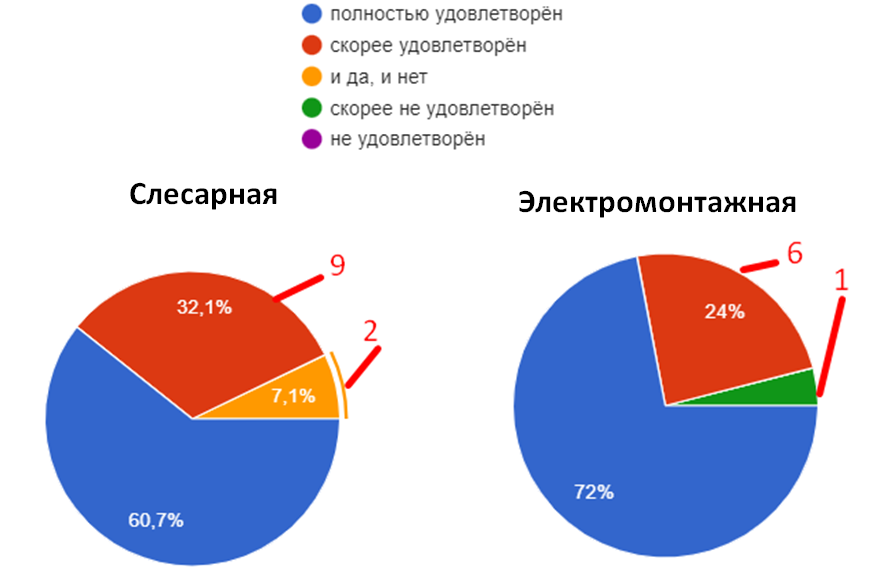 полностью удовлетворён
скорее удовлетворён
и да, и нет
скорее не удовлетворён
не удовлетворён
Слесарная
9
32,1%
2
7,1%
60,7%
Электромонтажная
6
1
24%
72%